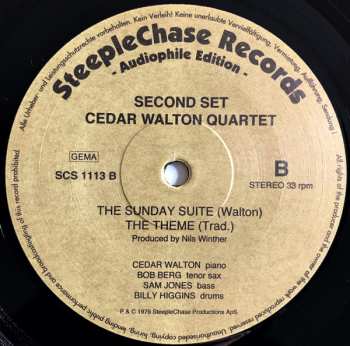 Kein Verleih! Keine unerlaubte Vervielfältigung, Vermietung, Aufführung, Sendung!
Alle Urheber- und Leistungsschutzrechte vorbehalten.
SteepleChase Records
- Audiophile Edition -
SECOND SET
CEDAR WALTON QUARTET
GEMA
SCS 1113 B
B
STEREO 33 rpm
THE SUNDAY SUITE (Walton)
THE THEME (Trad.)
Produced by Nils Winther
CEDAR WALTON piano
BOB BERG tenor sax
SAM JONES bass
BILLY HIGGINS drums
P & C 1978 SteepleChase Productions ApS.
All rights of the producer and the owner of the work reproduced reserved. Unauthorised copying, hiring, lending, public performance and broadcasting of this record prohibited